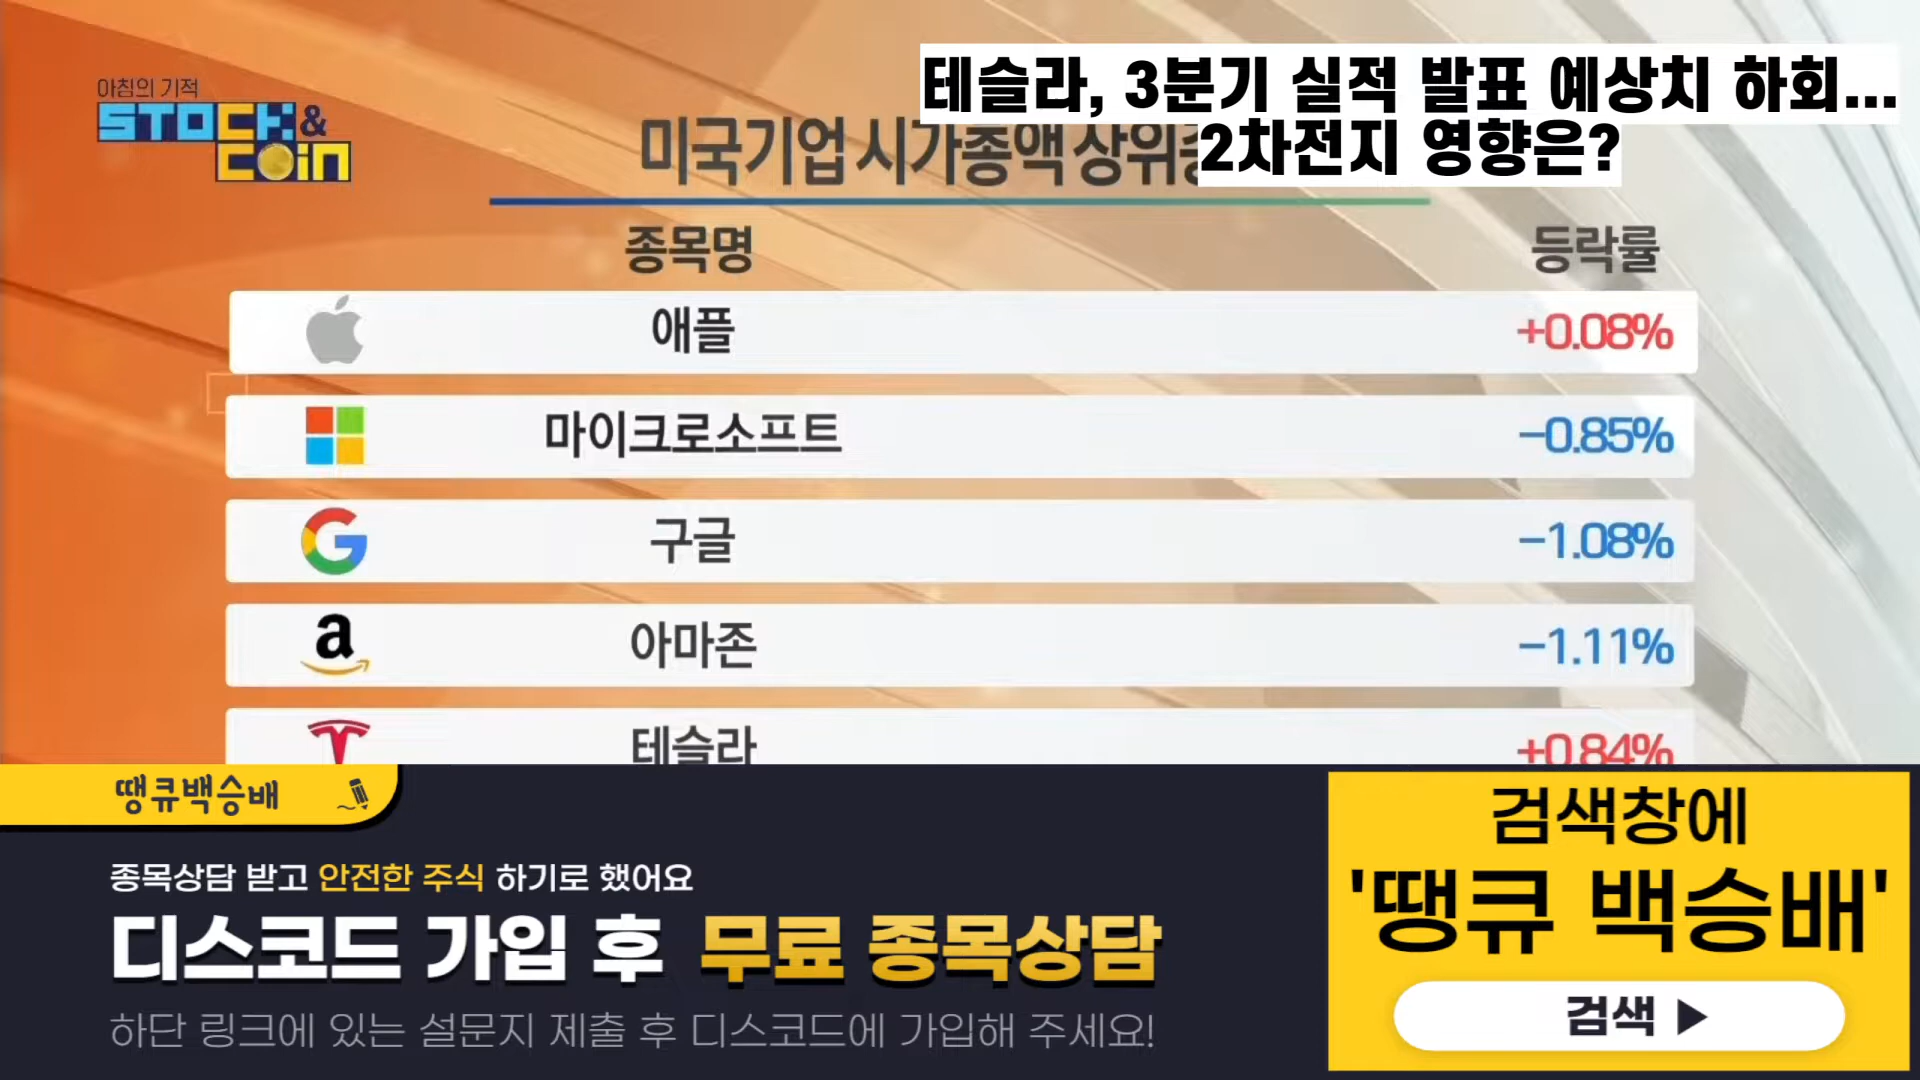 아침의 기적
STOCK &
COIN
테슬라, 3분기 실적 발표 예상치 하회...
2차전지 영향은?
미국기업 시가총액 상위
종목명 등락률
애플 +0.08%
마이크로소프트 -0.85%
구글 -1.08%
a 아마존 -1.11%
테슬라 +0.84%
땡큐백승배
종목상담 받고 안전한 주식 하기로 했어요
디스코드 가입 후 무료 종목상담
하단 링크에 있는 설문지 제출 후 디스코드에 가입해 주세요!
검색창에
'땡큐 백승배'
검색 ▶